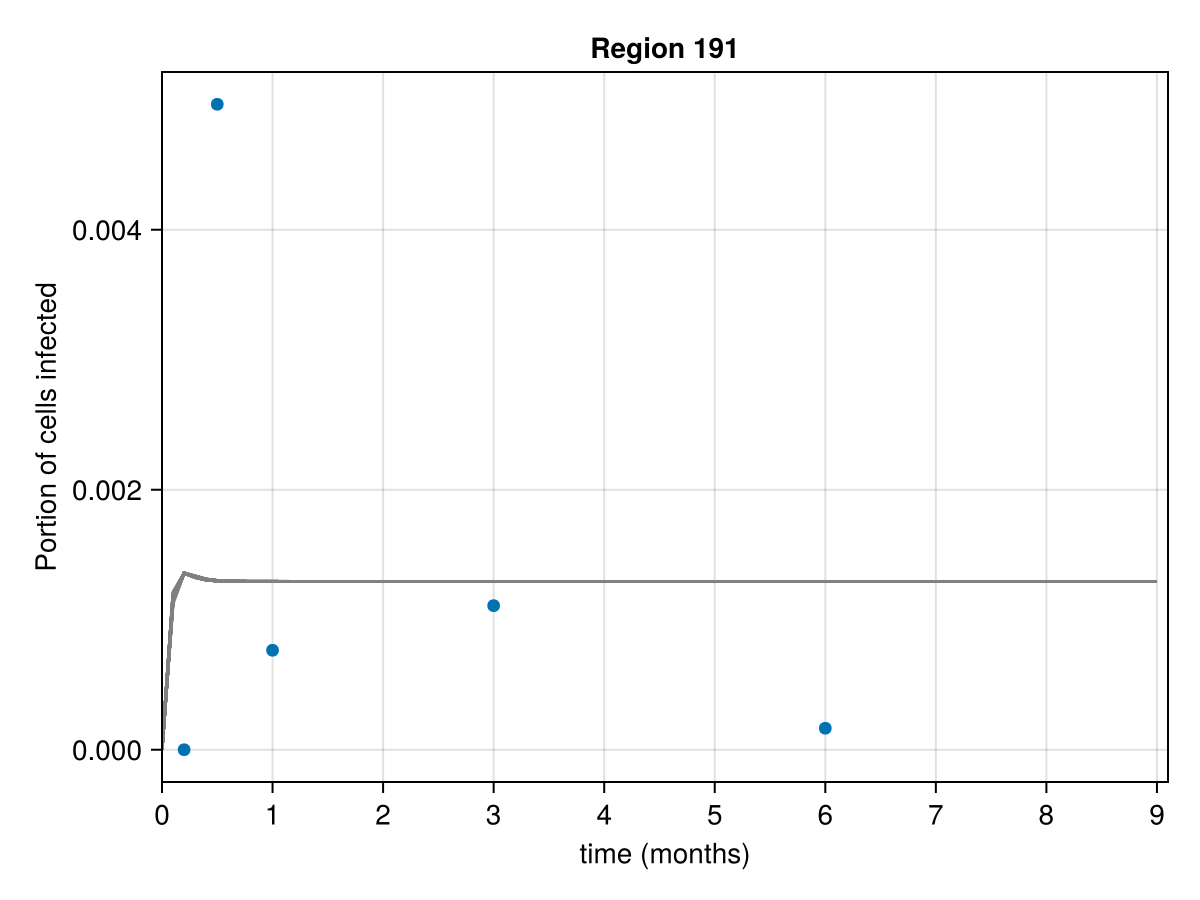 Region 191
Portion of cells infected
0.004
0.002
0.000
0 1 2 3 4 5 6 7 8 9
time (months)